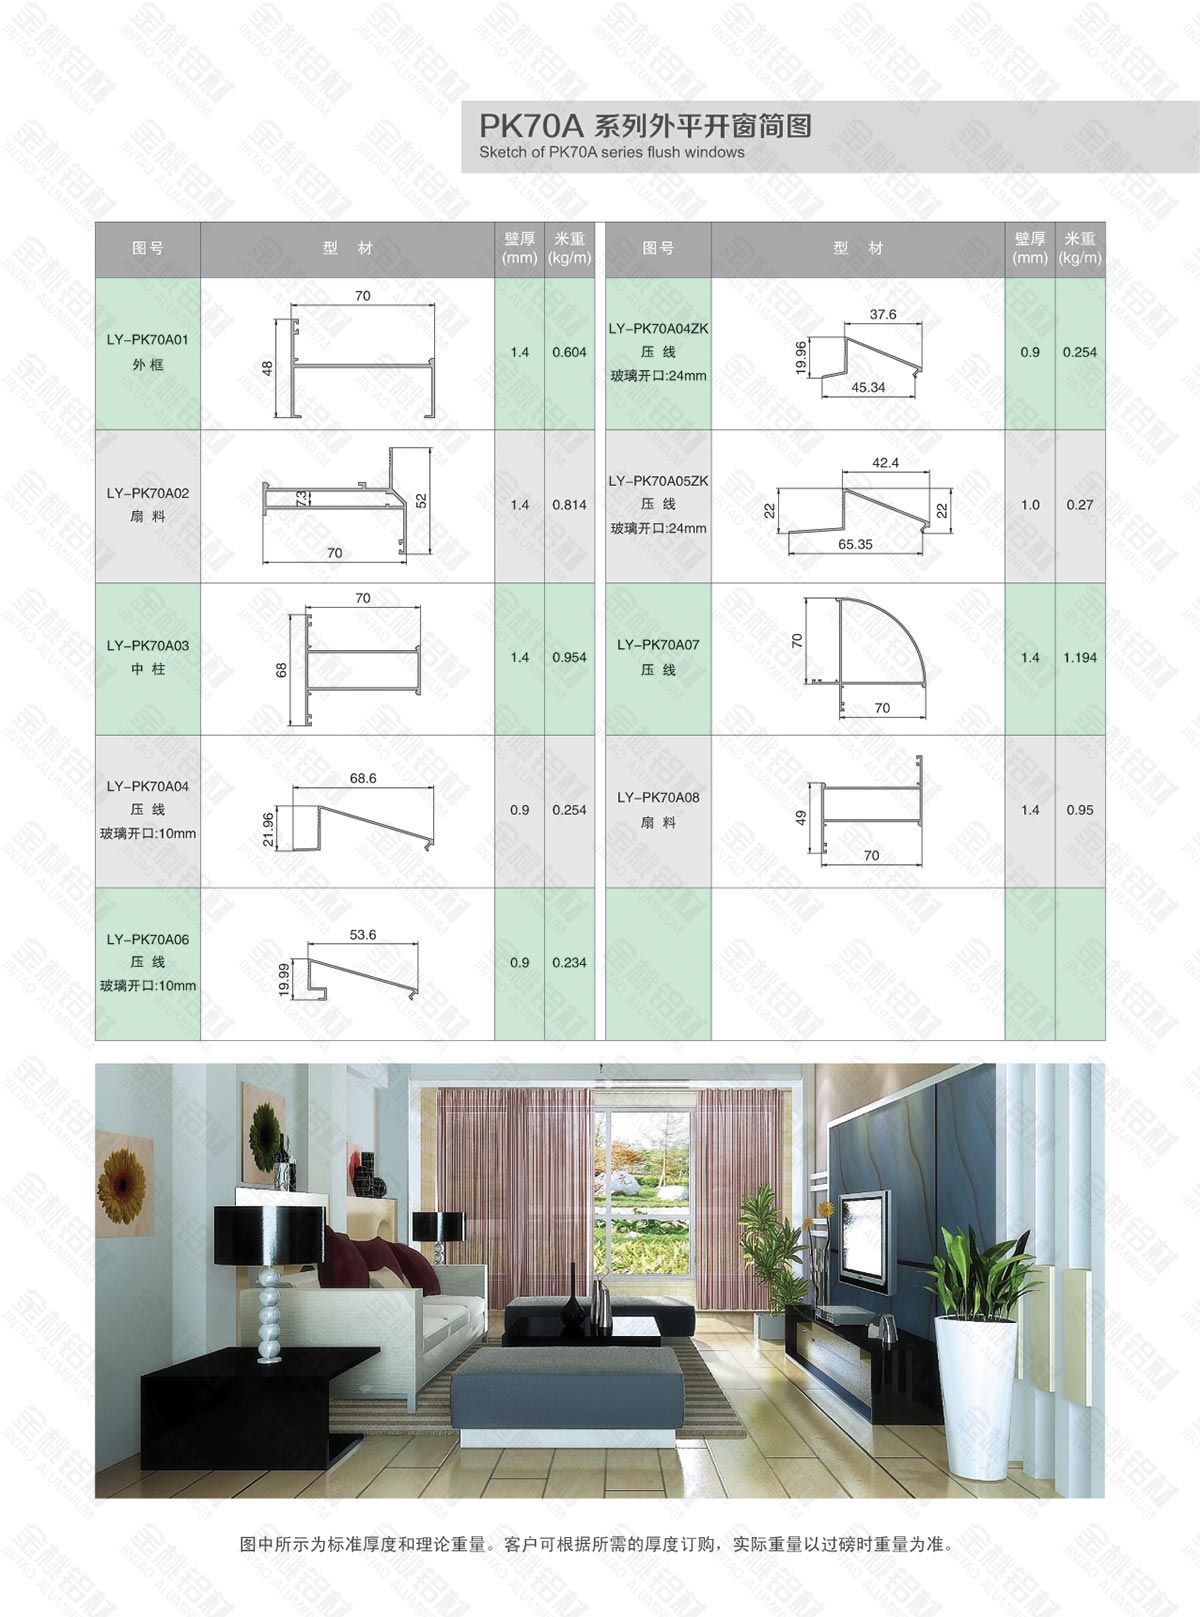 PK70A 系列外平开窗简图
Sketch of PK70A series flush windows
图号 型 材 壁厚 (mm) 米重 (kg/m)
LY-PK70A01
外 框
70
48
1.4 0.604
LY-PK70A02
扇 料
7.3
52
70
1.4 0.814
LY-PK70A03
中 柱
70
68
1.4 0.954
LY-PK70A04
压 线
玻璃开口:10mm
68.6
21.96
0.9 0.254
LY-PK70A06
压 线
玻璃开口:10mm
53.6
19.99
0.9 0.234
图号 型 材 壁厚 (mm) 米重 (kg/m)
LY-PK70A04ZK
压 线
玻璃开口:24mm
37.6
19.96
45.34
0.9 0.254
LY-PK70A05ZK
压 线
玻璃开口:24mm
42.4
22
22
65.35
1.0 0.27
LY-PK70A07
压 线
70
70
1.4 1.194
LY-PK70A08
扇 料
49
70
1.4 0.95
图中所示为标准厚度和理论重量。客户可根据所需的厚度订购，实际重量以过磅时重量为准。
金桃铝材
JINTAO ALUMINIUM